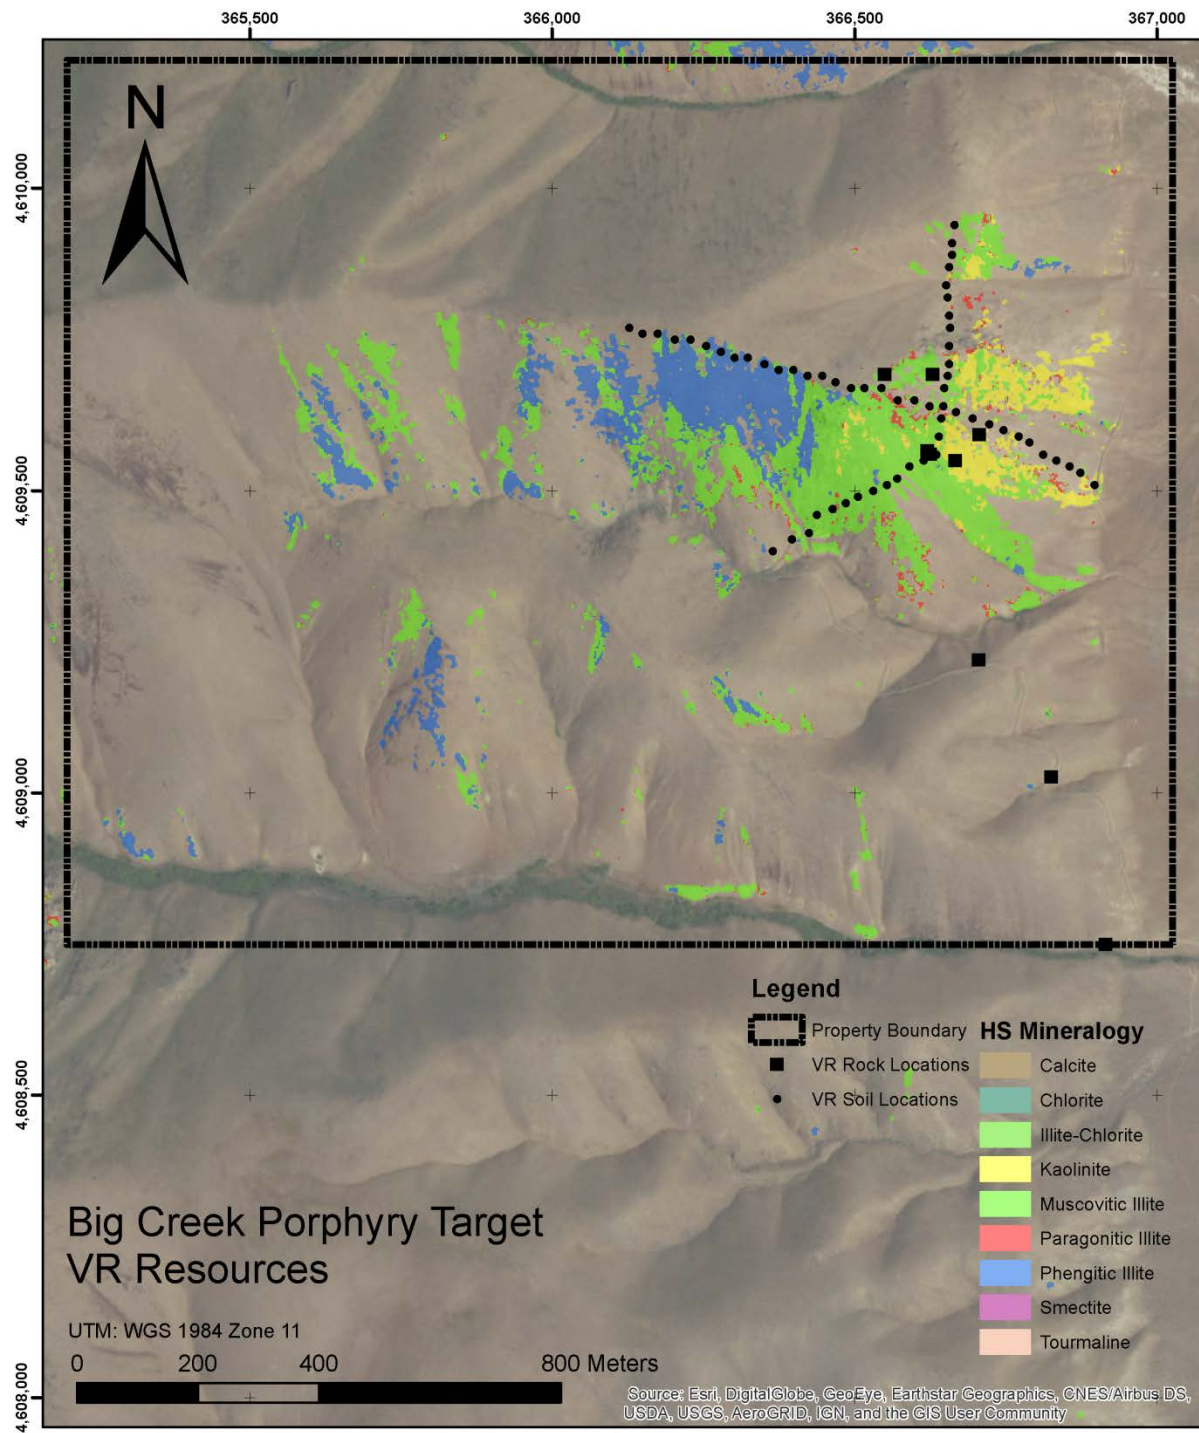 365,500
366,000
366,500
367,000
4,610,000
4,609,500
4,609,000
4,608,500
4,608,000
N
Legend
Property Boundary
VR Rock Locations
VR Soil Locations
HS Mineralogy
Calcite
Chlorite
Illite-Chlorite
Kaolinite
Muscovitic Illite
Paragonitic Illite
Phengitic Illite
Smectite
Tourmaline
Big Creek Porphyry Target
VR Resources
UTM: WGS 1984 Zone 11
0 200 400 800 Meters
Source: Esri, DigitalGlobe, GeoEye, Earthstar Geographics, CNES/Airbus DS,
USDA, USGS, AeroGRID, IGN, and the GIS User Community